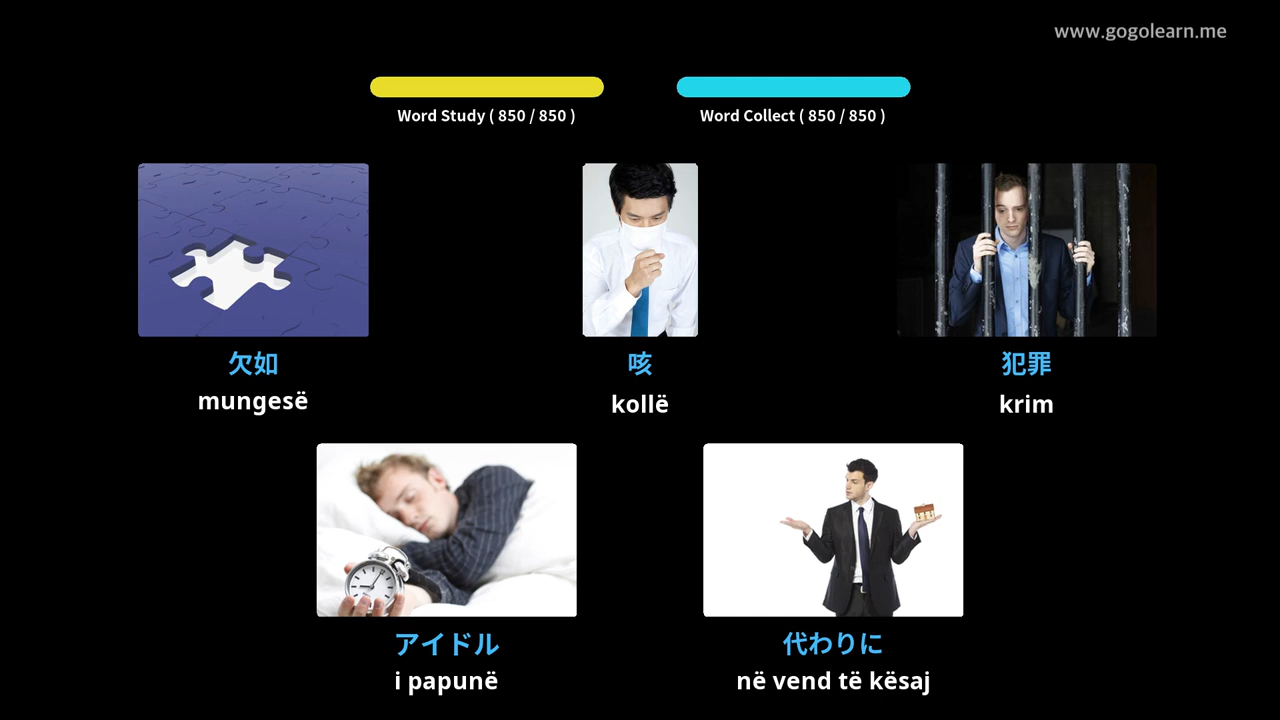 www.gogolearn.me
Word Study ( 850 / 850 )
Word Collect ( 850 / 850 )
欠如
mungesë
咳
kollë
犯罪
krim
アイドル
i papunë
代わりに
në vend të kësaj